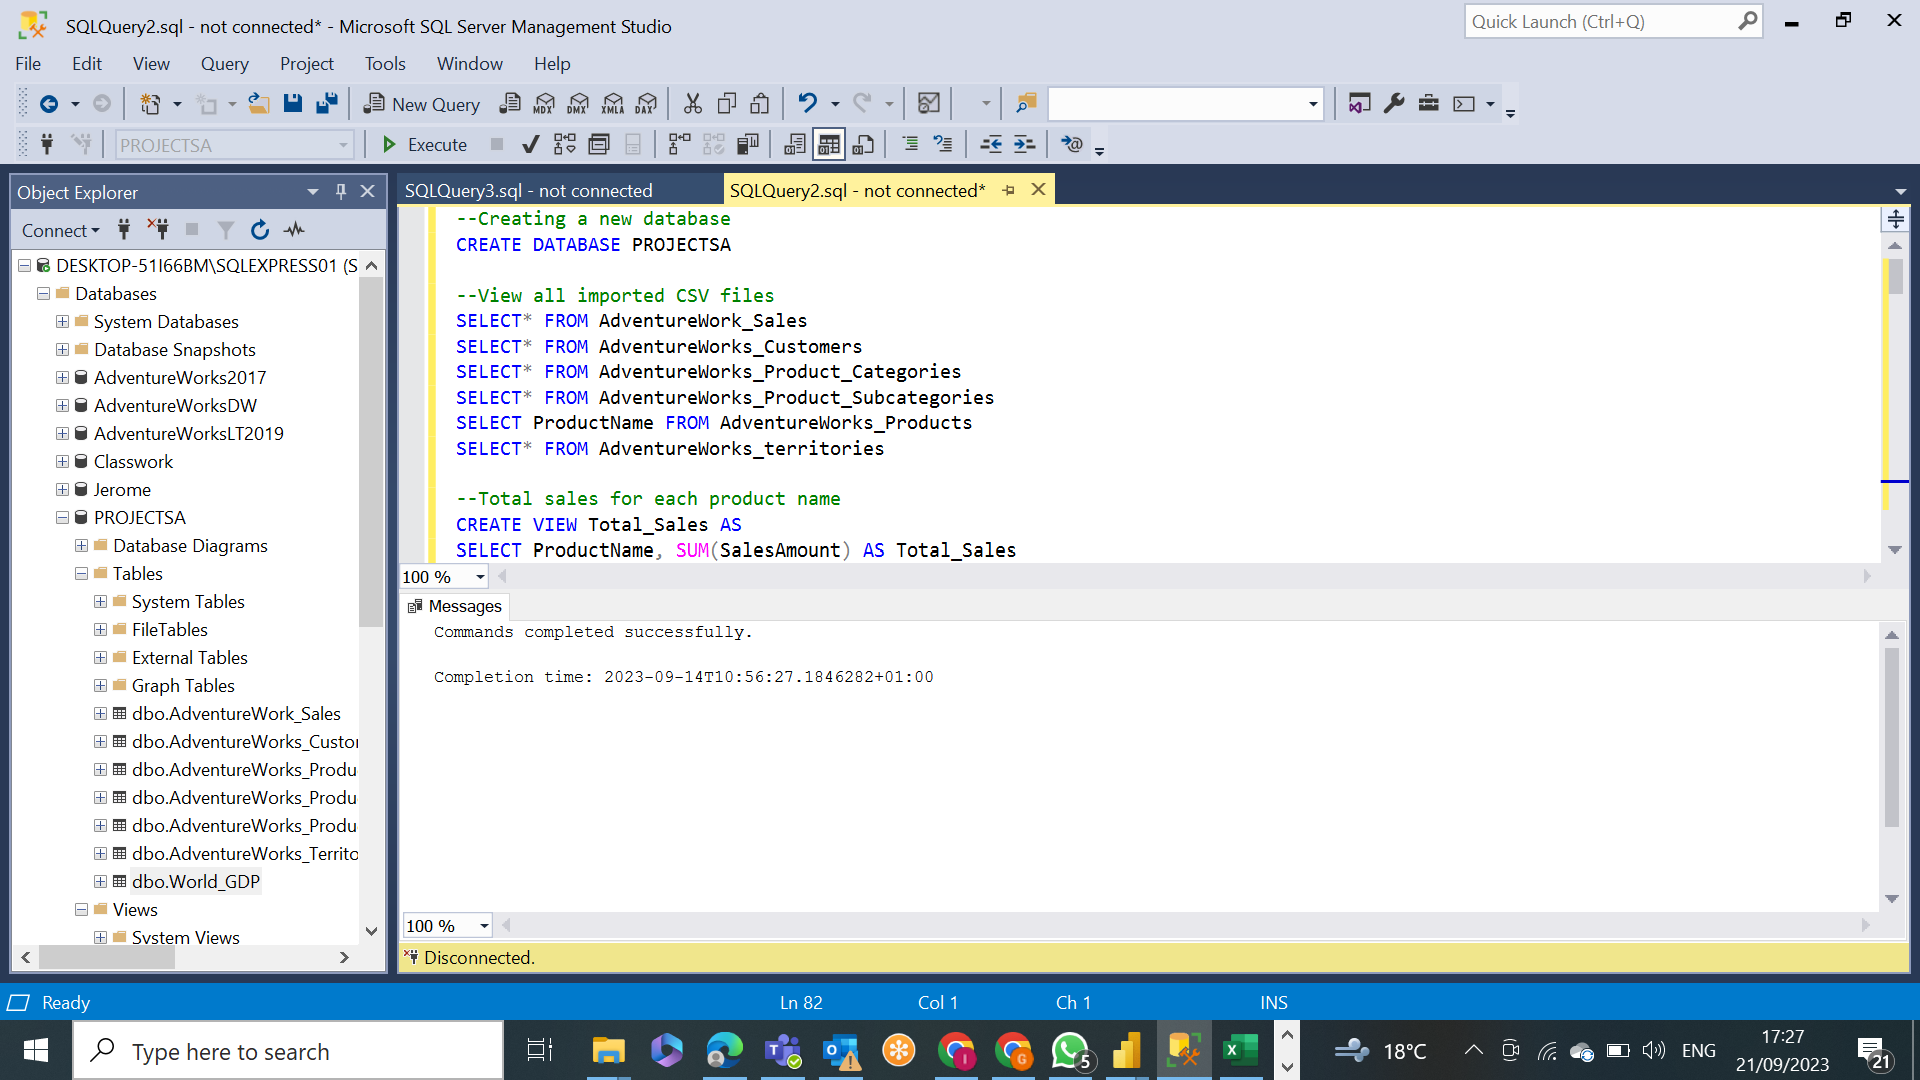 SQLQuery2.sql - not connected* - Microsoft SQL Server Management Studio
Quick Launch (Ctrl+Q)
File Edit View Query Project Tools Window Help
New Query MDX DMX XMLA DAX
PROJECTSA Execute
Object Explorer
SQLQuery3.sql - not connected SQLQuery2.sql - not connected*
Connect
DESKTOP-51I66BM\SQLEXPRESS01 (S
Databases
System Databases
Database Snapshots
AdventureWorks2017
AdventureWorksDW
AdventureWorksLT2019
Classwork
Jerome
PROJECTSA
Database Diagrams
Tables
System Tables
FileTables
External Tables
Graph Tables
dbo.AdventureWork_Sales
dbo.AdventureWorks_Custor
dbo.AdventureWorks_Produ
dbo.AdventureWorks_Produ
dbo.AdventureWorks_Produ
dbo.AdventureWorks_Territo
dbo.World_GDP
Views
System Views
--Creating a new database
CREATE DATABASE PROJECTSA
--View all imported CSV files
SELECT* FROM AdventureWork_Sales
SELECT* FROM AdventureWorks_Customers
SELECT* FROM AdventureWorks_Product_Categories
SELECT* FROM AdventureWorks_Product_Subcategories
SELECT ProductName FROM AdventureWorks_Products
SELECT* FROM AdventureWorks_territories
--Total sales for each product name
CREATE VIEW Total_Sales AS
SELECT ProductName, SUM(SalesAmount) AS Total_Sales
100 %
Messages
Commands completed successfully.
Completion time: 2023-09-14T10:56:27.1846282+01:00
100 %
Disconnected.
Ready Ln 82 Col 1 Ch 1 INS
Type here to search
5
18°C
ENG
17:27
21/09/2023
21